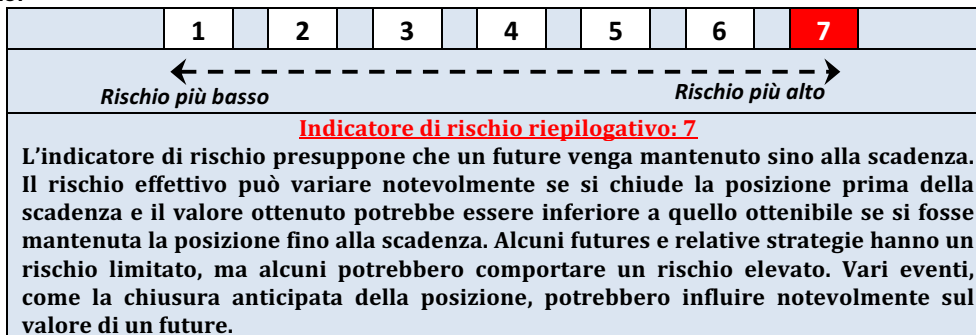 1 2 3 4 5 6 7
Rischio più basso Rischio più alto
Indicatore di rischio riepilogativo: 7
L'indicatore di rischio presuppone che un future venga mantenuto sino alla scadenza.
Il rischio effettivo può variare notevolmente se si chiude la posizione prima della
scadenza e il valore ottenuto potrebbe essere inferiore a quello ottenibile se si fosse
mantenuta la posizione fino alla scadenza. Alcuni futures e relative strategie hanno un
rischio limitato, ma alcuni potrebbero comportare un rischio elevato. Vari eventi,
come la chiusura anticipata della posizione, potrebbero influire notevolmente sul
valore di un future.